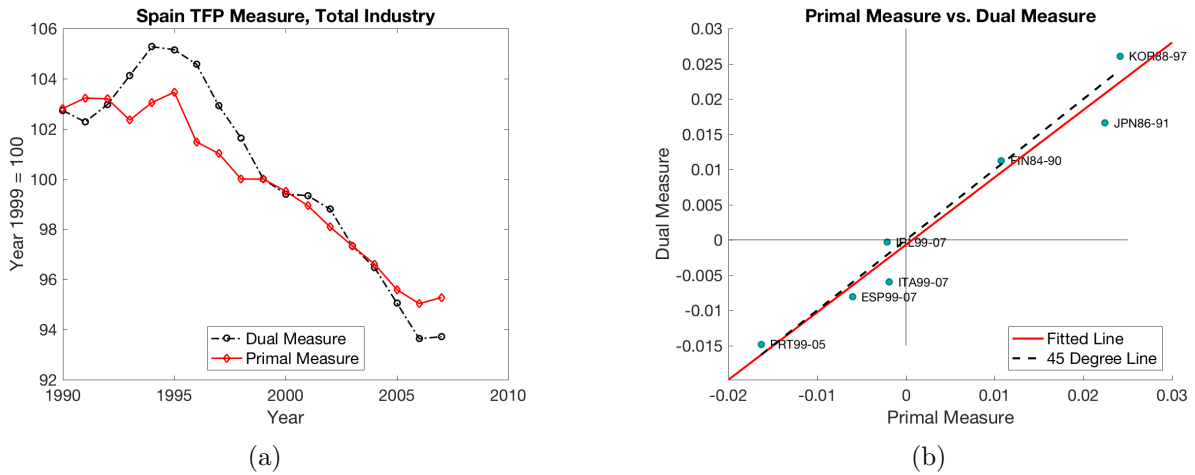 Spain TFP Measure, Total Industry
106
104
102
100
98
96
94
92
Year 1999 = 100
Dual Measure
Primal Measure
1990
1995
2000
2005
2010
Year
(a)
Primal Measure vs. Dual Measure
0.03
0.025
0.02
0.015
0.01
0.005
0
-0.005
-0.01
-0.015
Dual Measure
KOR88-97
JPN86-91
FIN84-90
IRL99-07
ITA99-07
ESP99-07
PRT99-05
Fitted Line
45 Degree Line
-0.02
-0.01
0
0.01
0.02
0.03
Primal Measure
(b)